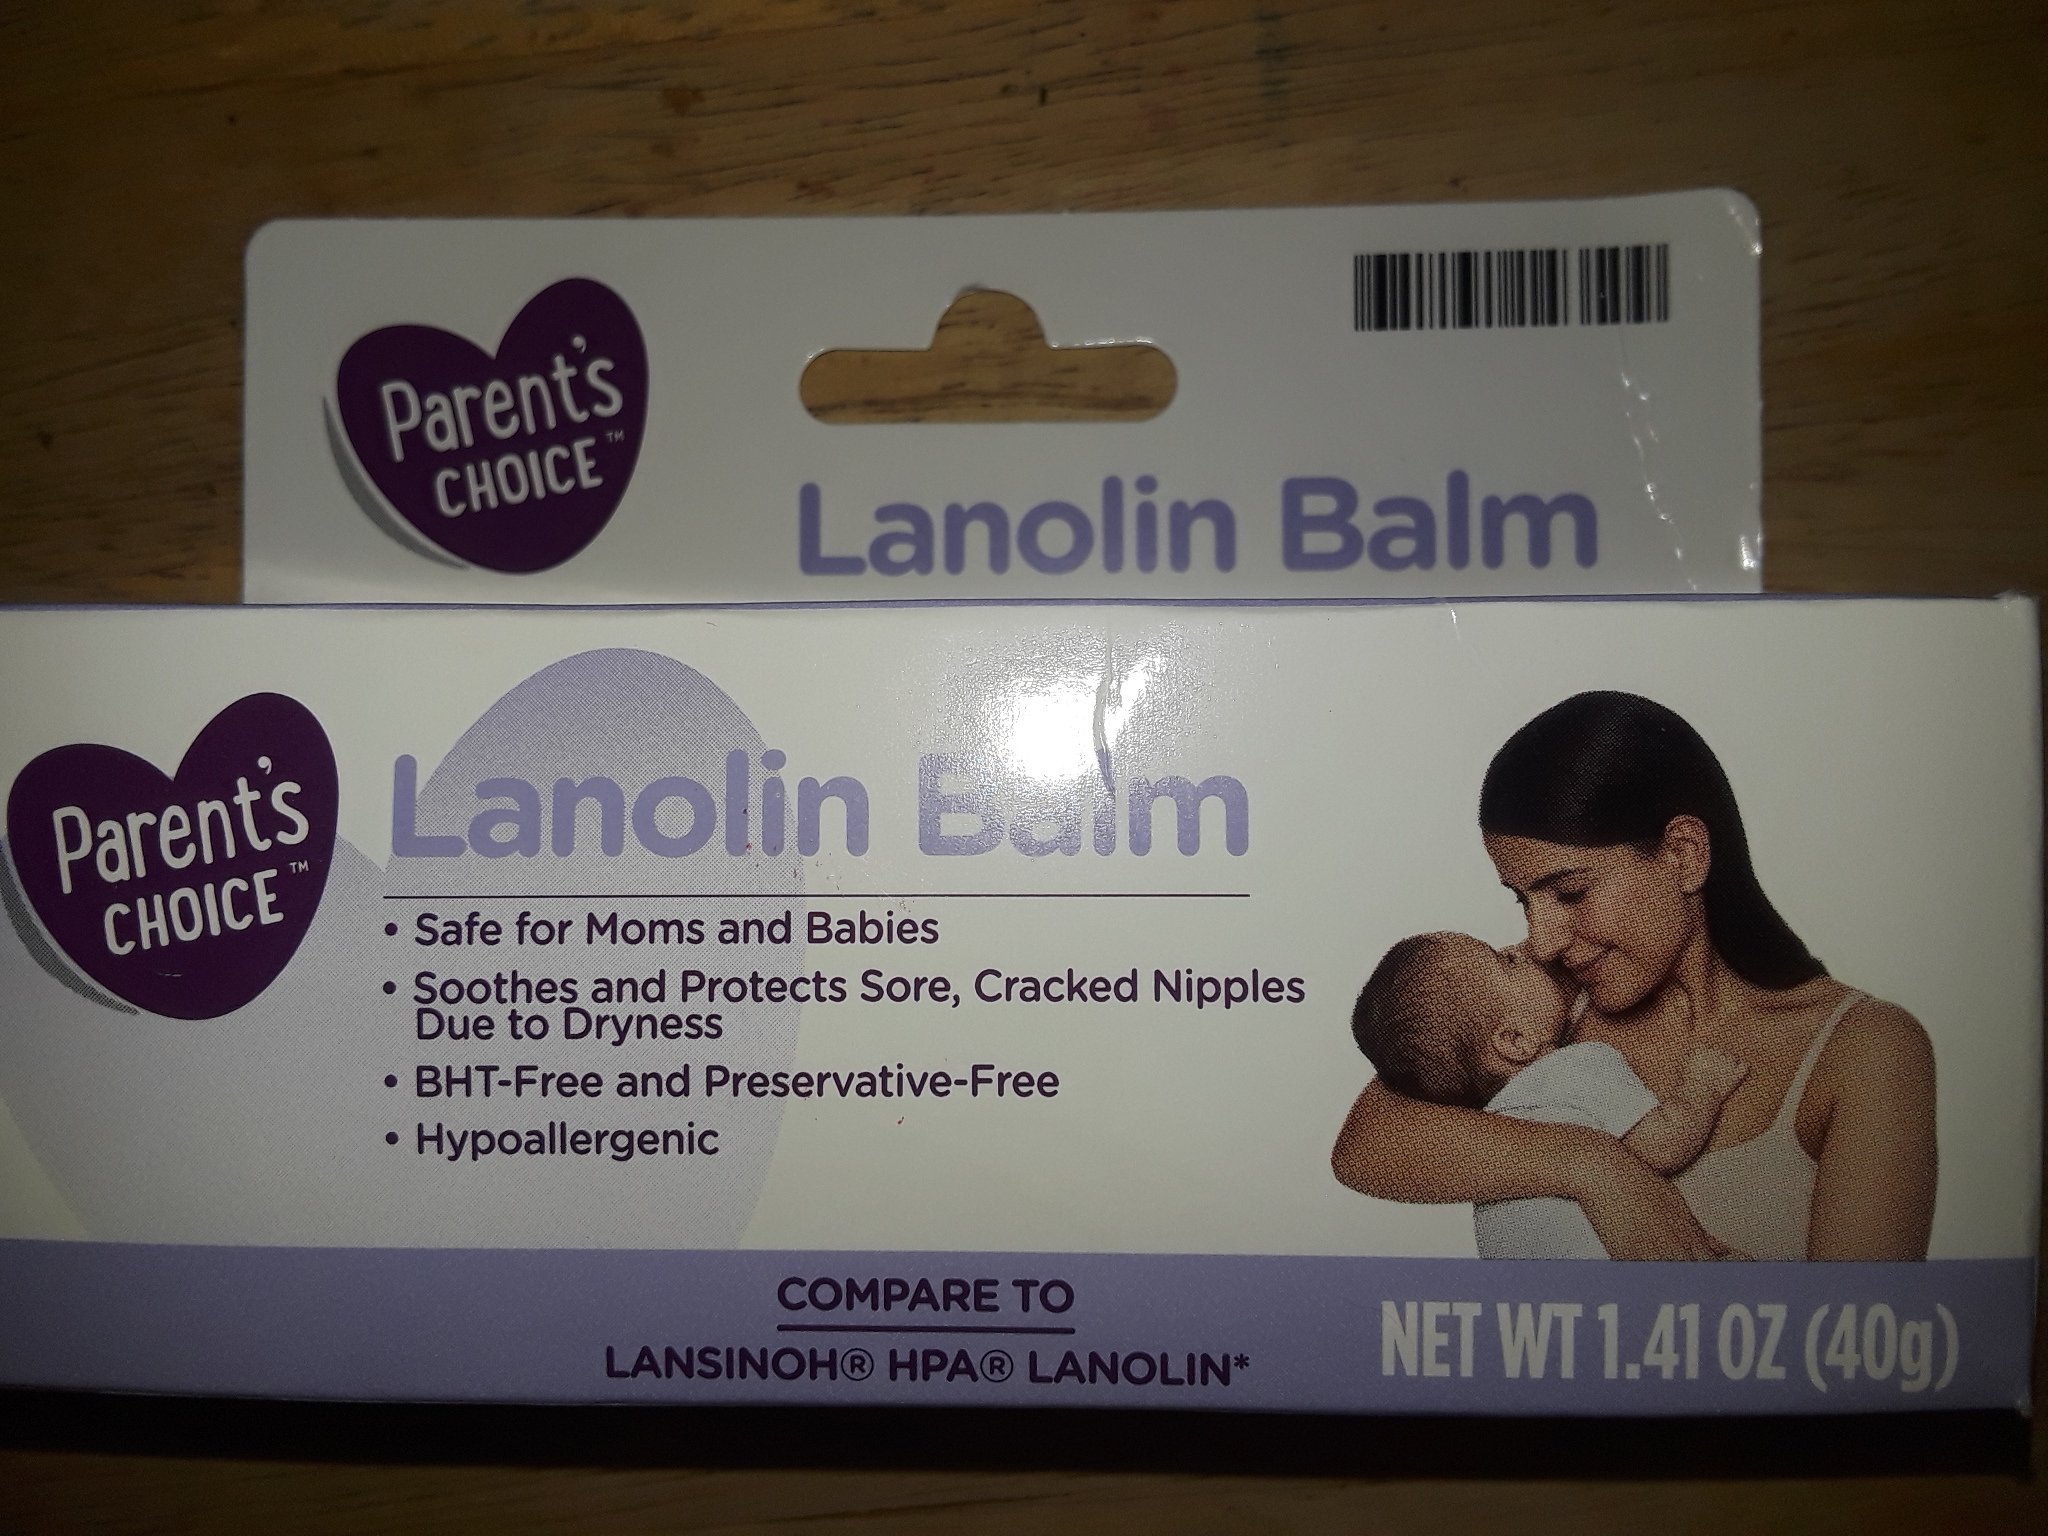 Parent's
CHOICE™
Lanolin Balm
Parent's
CHOICE™
Lanolin Balm
• Safe for Moms and Babies
• Soothes and Protects Sore, Cracked Nipples
Due to Dryness
• BHT-Free and Preservative-Free
• Hypoallergenic
COMPARE TO
LANSINOH® HPA® LANOLIN*
NET WT 1.41 OZ (40g)